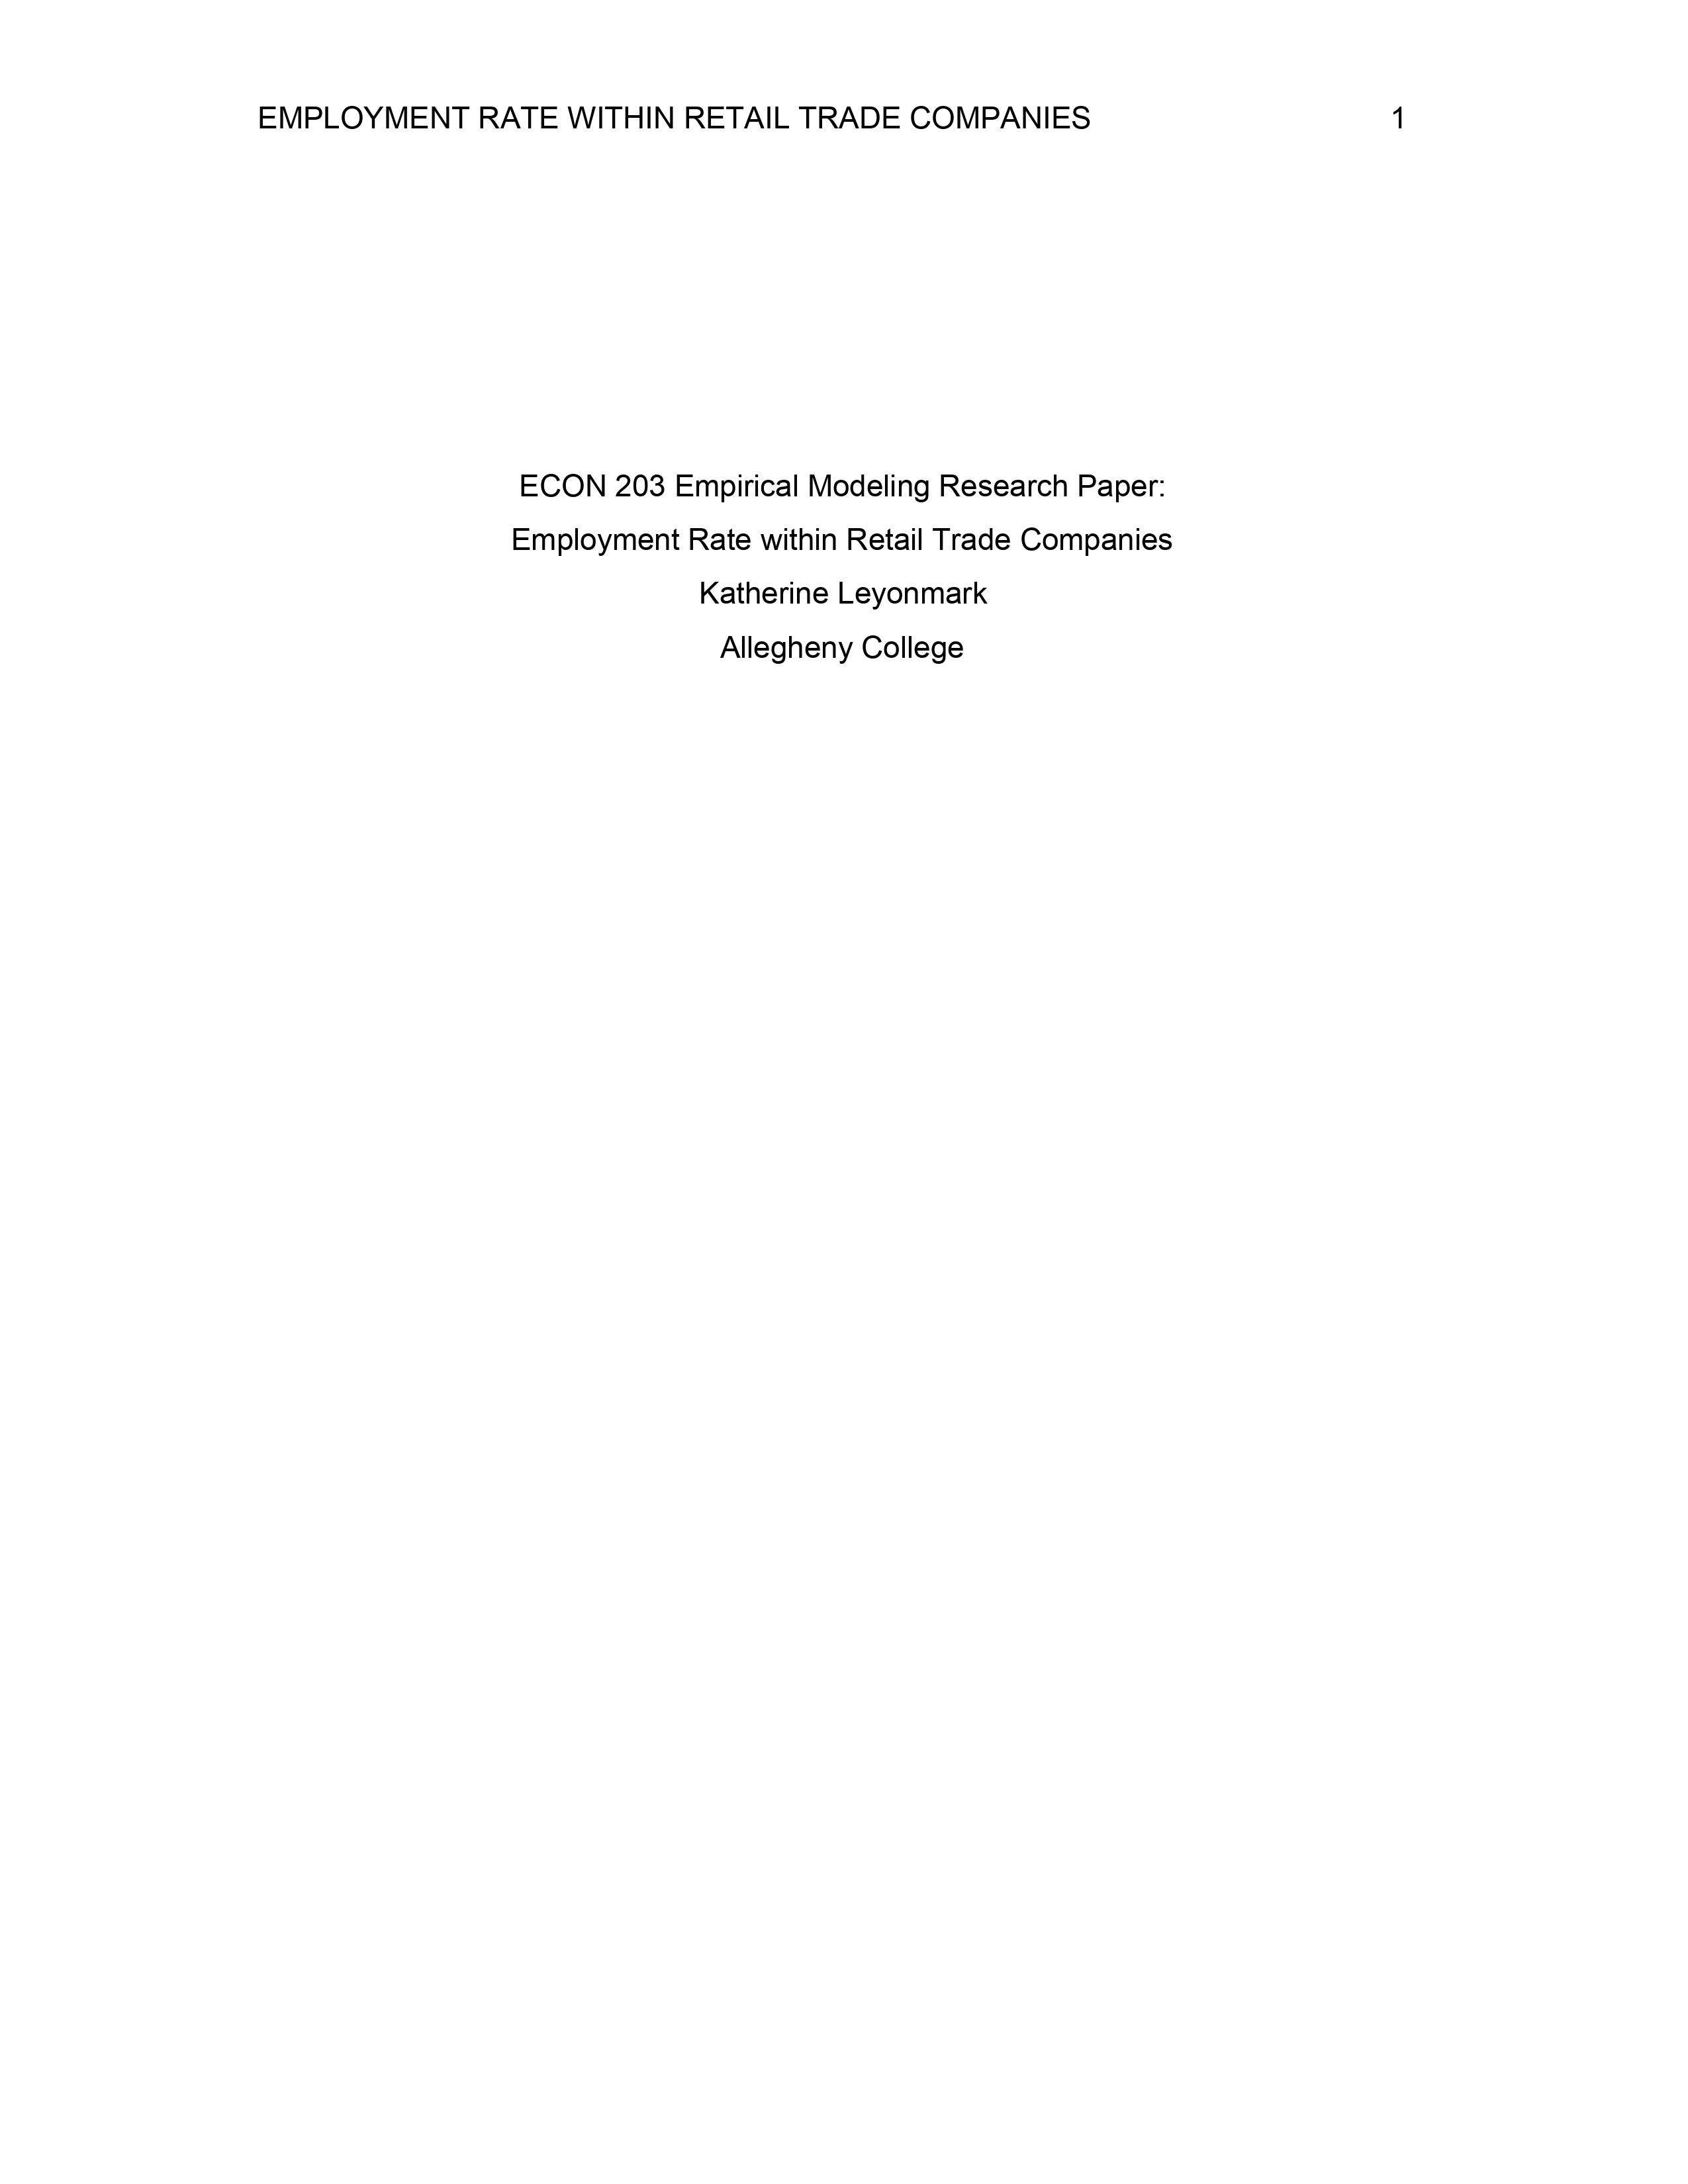 EMPLOYMENT RATE WITHIN RETAIL TRADE COMPANIES 1
ECON 203 Empirical Modeling Research Paper:
Employment Rate within Retail Trade Companies
Katherine Leyonmark
Allegheny College